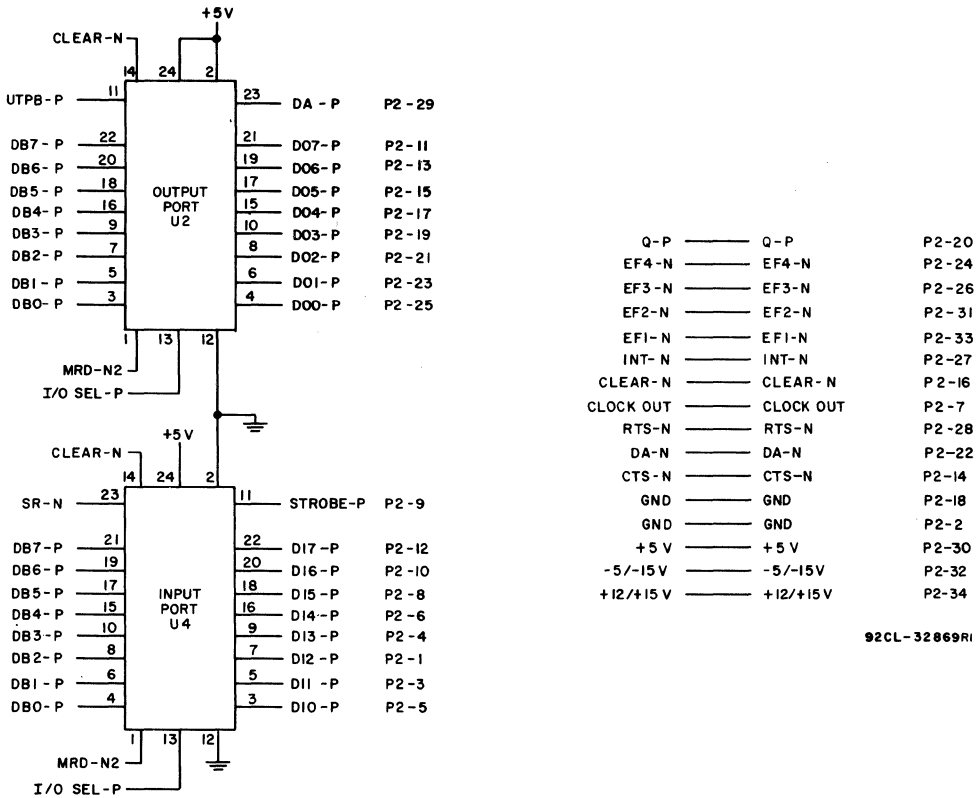 +5V
CLEAR-N
14 24 2
UTPB-P 11 23 DA - P P2-29
DB7- P 22 21 DO7-P P2-11
DB6- P 20 19 DO6-P P2-13
DB5- P 18 17 DO5-P P2-15
DB4- P 16 15 DO4-P P2-17
DB3- P 9 10 DO3-P P2-19
DB2- P 7 8 DO2-P P2-21
DB1- P 5 6 DO1-P P2-23
DB0- P 3 4 DO0-P P2-25
OUTPUT
PORT
U2
1 13 12
MRD-N2
I/O SEL-P
+5V
CLEAR-N
14 24 2
SR-N 23 11 STROBE-P P2-9
DB7-P 21 22 DI7-P P2-12
DB6-P 19 20 DI6-P P2-10
DB5-P 17 18 DI5-P P2-8
DB4-P 15 16 DI4-P P2-6
DB3-P 10 9 DI3-P P2-4
DB2-P 8 7 DI2-P P2-1
DB1-P 6 5 DI1-P P2-3
DB0-P 4 3 DI0-P P2-5
INPUT
PORT
U4
1 13 12
MRD-N2
I/O SEL-P
Q-P Q-P P2-20
EF4-N EF4-N P2-24
EF3-N EF3-N P2-26
EF2-N EF2-N P2-31
EF1-N EF1-N P2-33
INT-N INT-N P2-27
CLEAR-N CLEAR-N P2-16
CLOCK OUT CLOCK OUT P2-7
RTS-N RTS-N P2-28
DA-N DA-N P2-22
CTS-N CTS-N P2-14
GND GND P2-18
GND GND P2-2
+5V +5V P2-30
-5/-15V -5/-15V P2-32
+12/+15V +12/+15V P2-34
92CL-32869R1